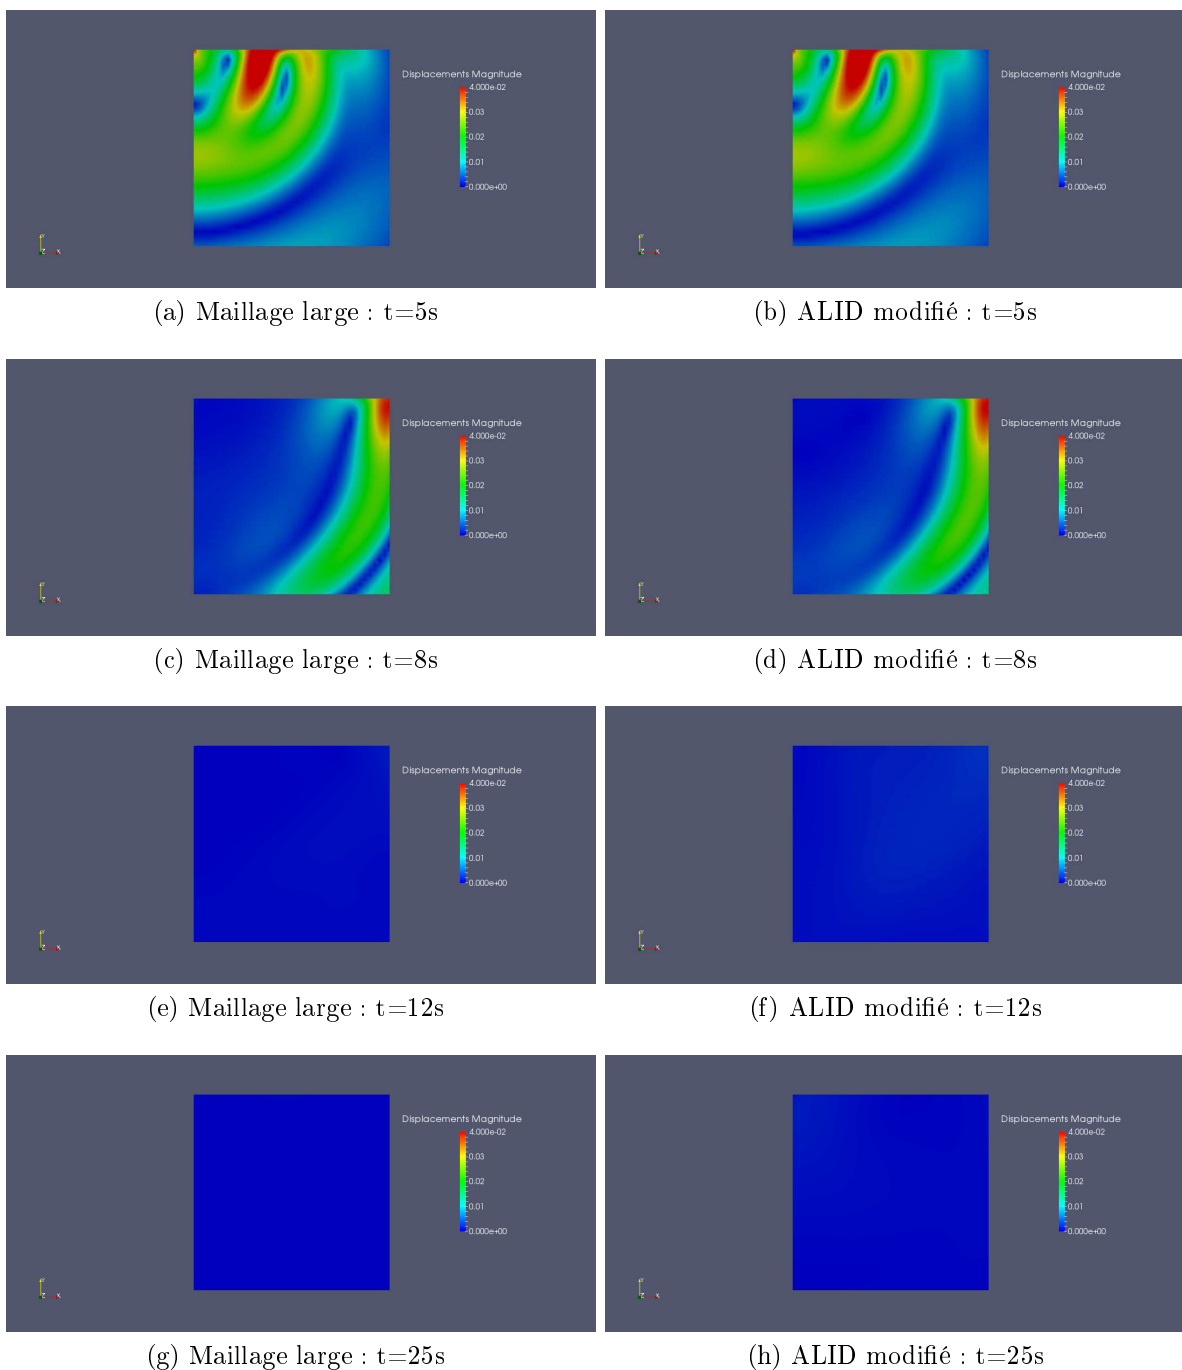 Displacements Magnitude
4.000e-02
0.03
0.02
0.01
0.000e+00
Displacements Magnitude
4.000e-02
0.03
0.02
0.01
0.000e+00
(a) Maillage large : t=5s
(b) ALID modifié : t=5s
Displacements Magnitude
4.000e-02
0.03
0.02
0.01
0.000e+00
Displacements Magnitude
4.000e-02
0.03
0.02
0.01
0.000e+00
(c) Maillage large : t=8s
(d) ALID modifié : t=8s
Displacements Magnitude
4.000e-02
0.03
0.02
0.01
0.000e+00
Displacements Magnitude
4.000e-02
0.03
0.02
0.01
0.000e+00
(e) Maillage large : t=12s
(f) ALID modifié : t=12s
Displacements Magnitude
4.000e-02
0.03
0.02
0.01
0.000e+00
Displacements Magnitude
4.000e-02
0.03
0.02
0.01
0.000e+00
(g) Maillage large : t=25s
(h) ALID modifié : t=25s